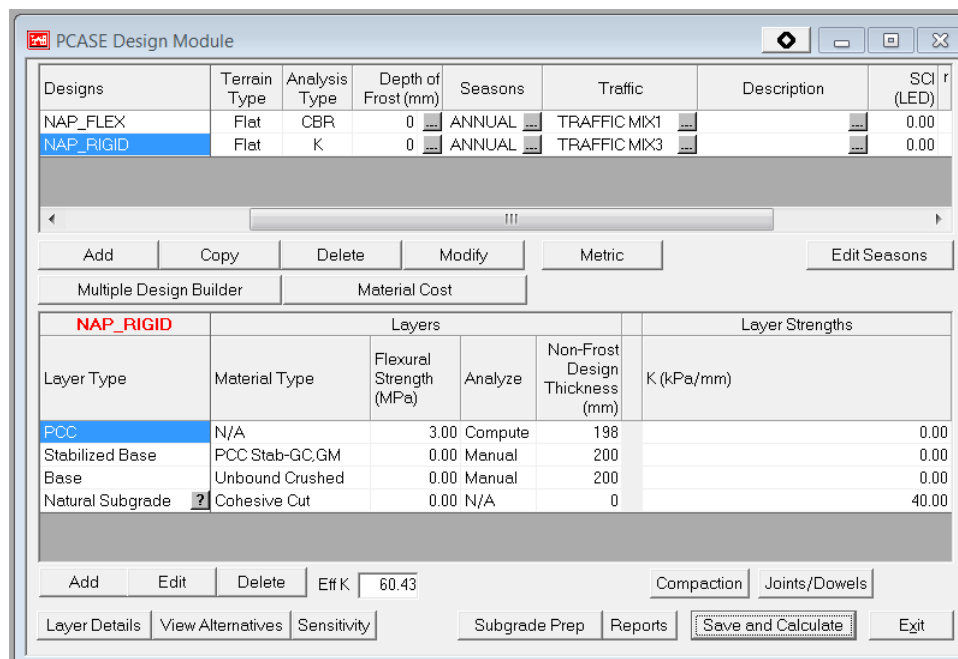 PCASE Design Module
Designs Terrain Type Analysis Type Depth of Frost (mm) Seasons Traffic Description SCI (LED) r
NAP_FLEX Flat CBR 0 ... ANNUAL ... TRAFFIC MIX1 ... ... 0.00
NAP_RIGID Flat K 0 ... ANNUAL ... TRAFFIC MIX3 ... ... 0.00
Add Copy Delete Modify Metric Edit Seasons
Multiple Design Builder Material Cost
NAP_RIGID Layers Layer Strengths
Layer Type Material Type Flexural Strength (MPa) Analyze Non-Frost Design Thickness (mm) K (kPa/mm)
PCC N/A 3.00 Compute 198 0.00
Stabilized Base PCC Stab-GC,GM 0.00 Manual 200 0.00
Base Unbound Crushed 0.00 Manual 200 0.00
Natural Subgrade ? Cohesive Cut 0.00 N/A 0 40.00
Add Edit Delete Eff K 60.43 Compaction Joints/Dowels
Layer Details View Alternatives Sensitivity Subgrade Prep Reports Save and Calculate Exit